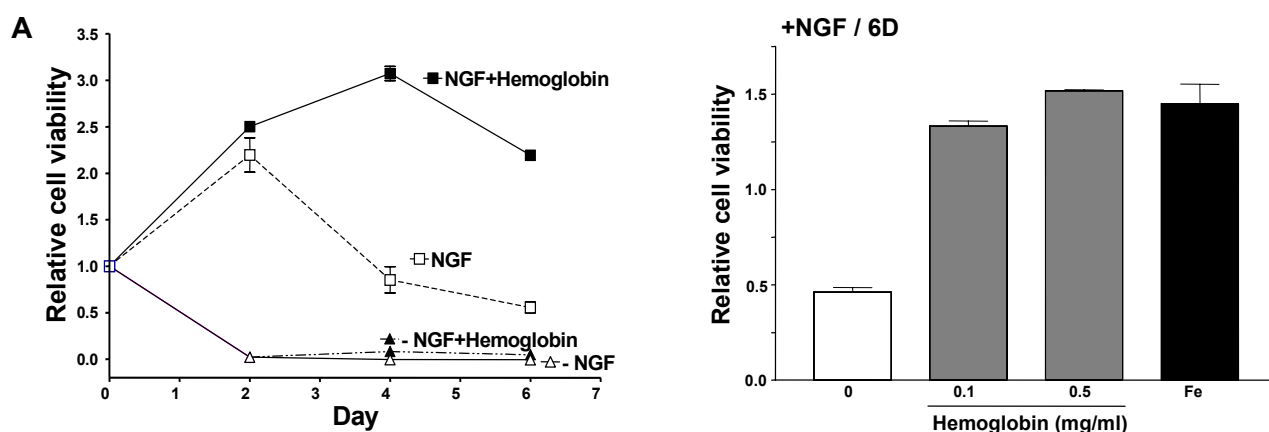 A
Relative cell viability
3.5
3.0
2.5
2.0
1.5
1.0
0.5
0.0
0 1 2 3 4 5 6 7
Day
NGF+Hemoglobin
NGF
- NGF+Hemoglobin
- NGF
+NGF / 6D
Relative cell viability
1.5
1.0
0.5
0.0
0 0.1 0.5 Fe
Hemoglobin (mg/ml)